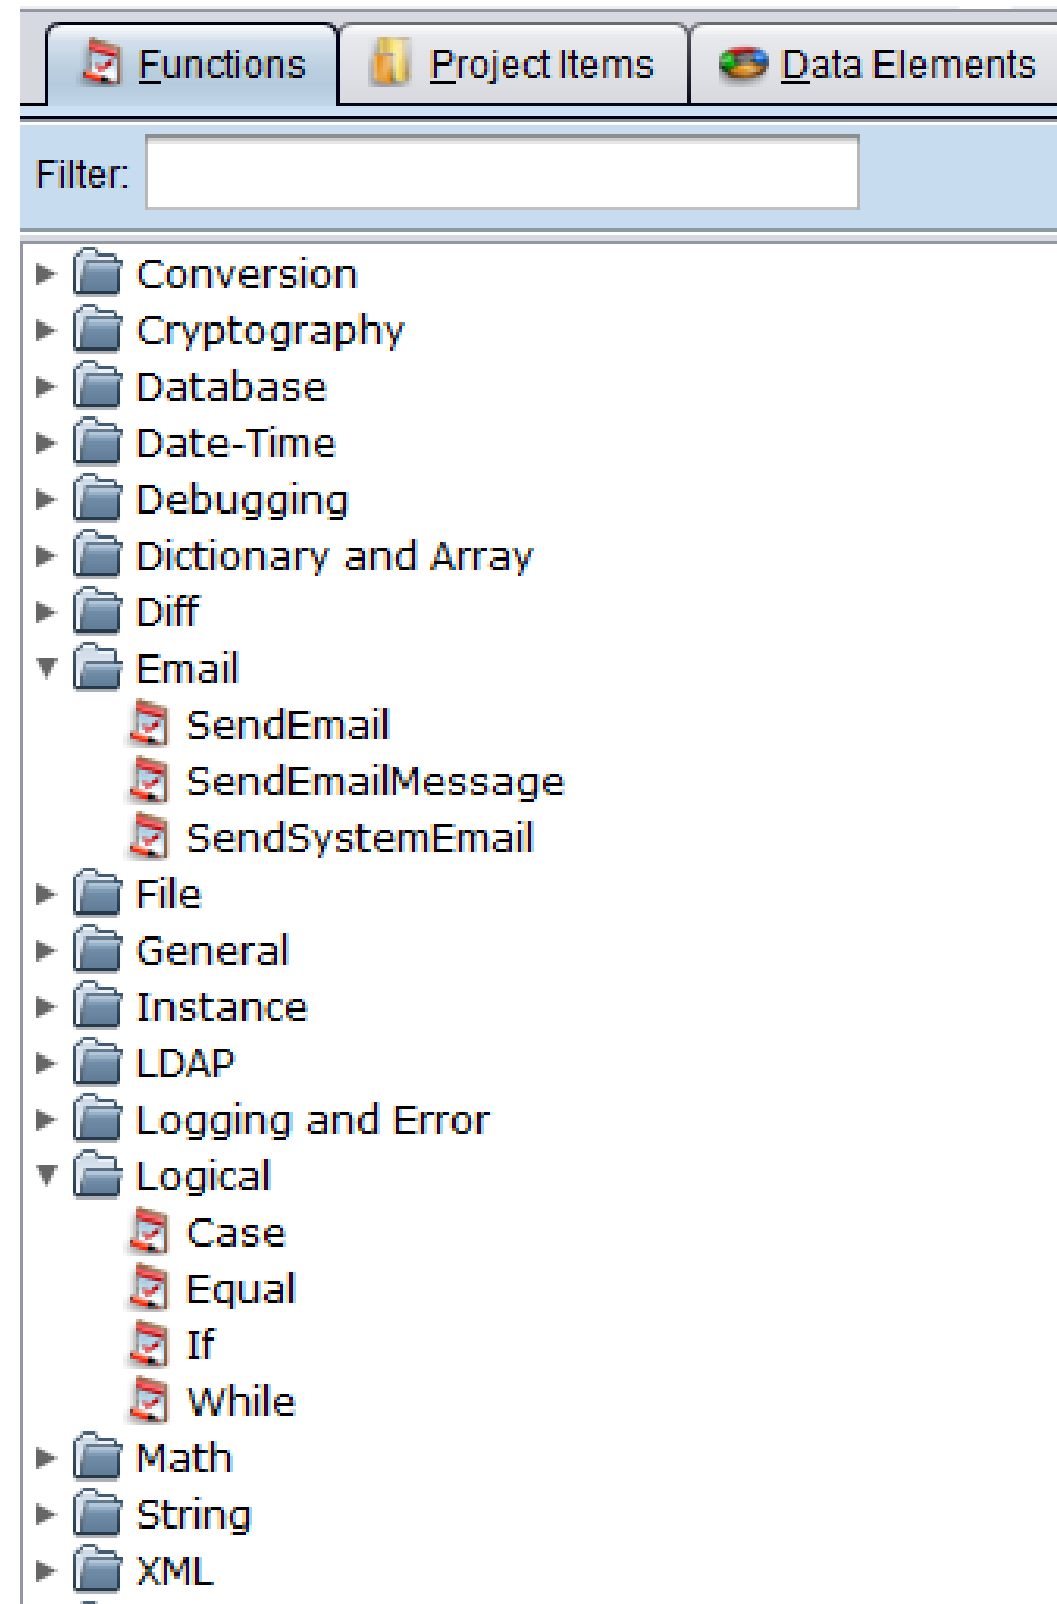 Functions Project Items Data Elements
Filter:
Conversion
Cryptography
Database
Date-Time
Debugging
Dictionary and Array
Diff
Email
SendEmail
SendEmailMessage
SendSystemEmail
File
General
Instance
LDAP
Logging and Error
Logical
Case
Equal
If
While
Math
String
XML